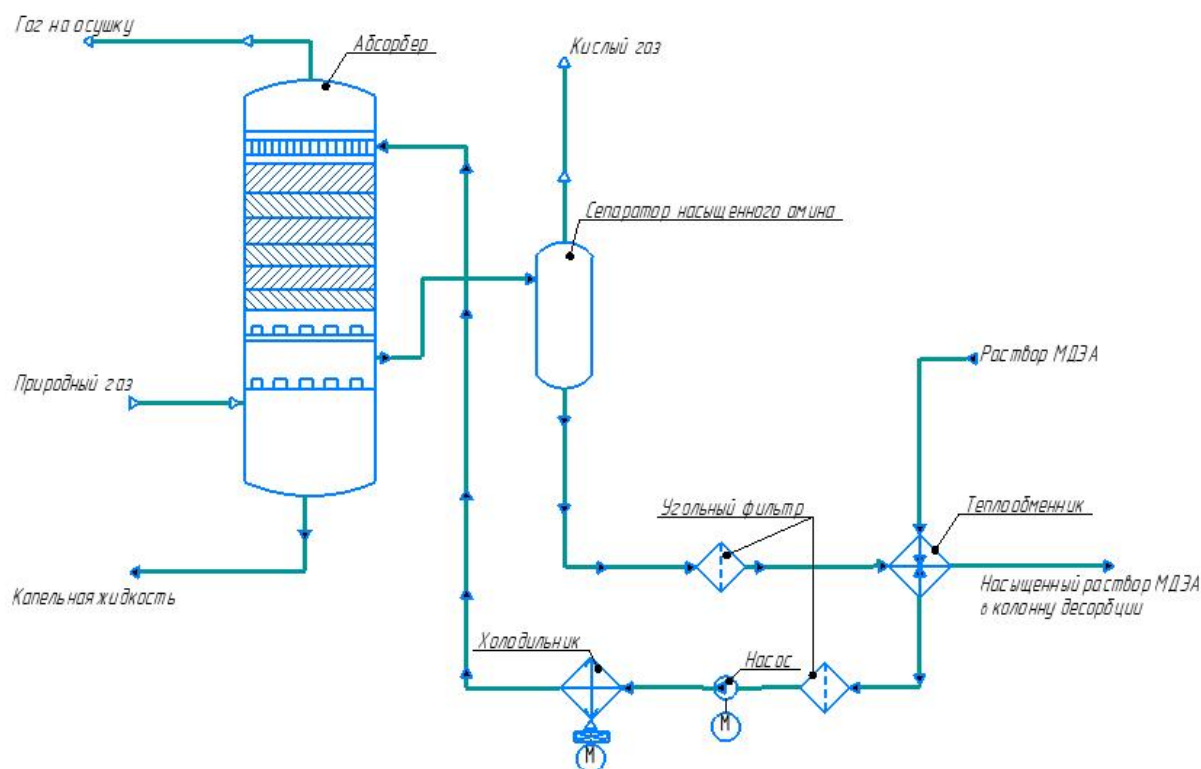 Газ на осушку
Абсорбер
Кислый газ
Сепаратор насыщенного амина
Раствор МДЭА
Природный газ
Угольный фильтр
Теплообменник
Насыщенный раствор МДЭА
в колонну десорбции
Капельная жидкость
Холодильник
Насос
М
М